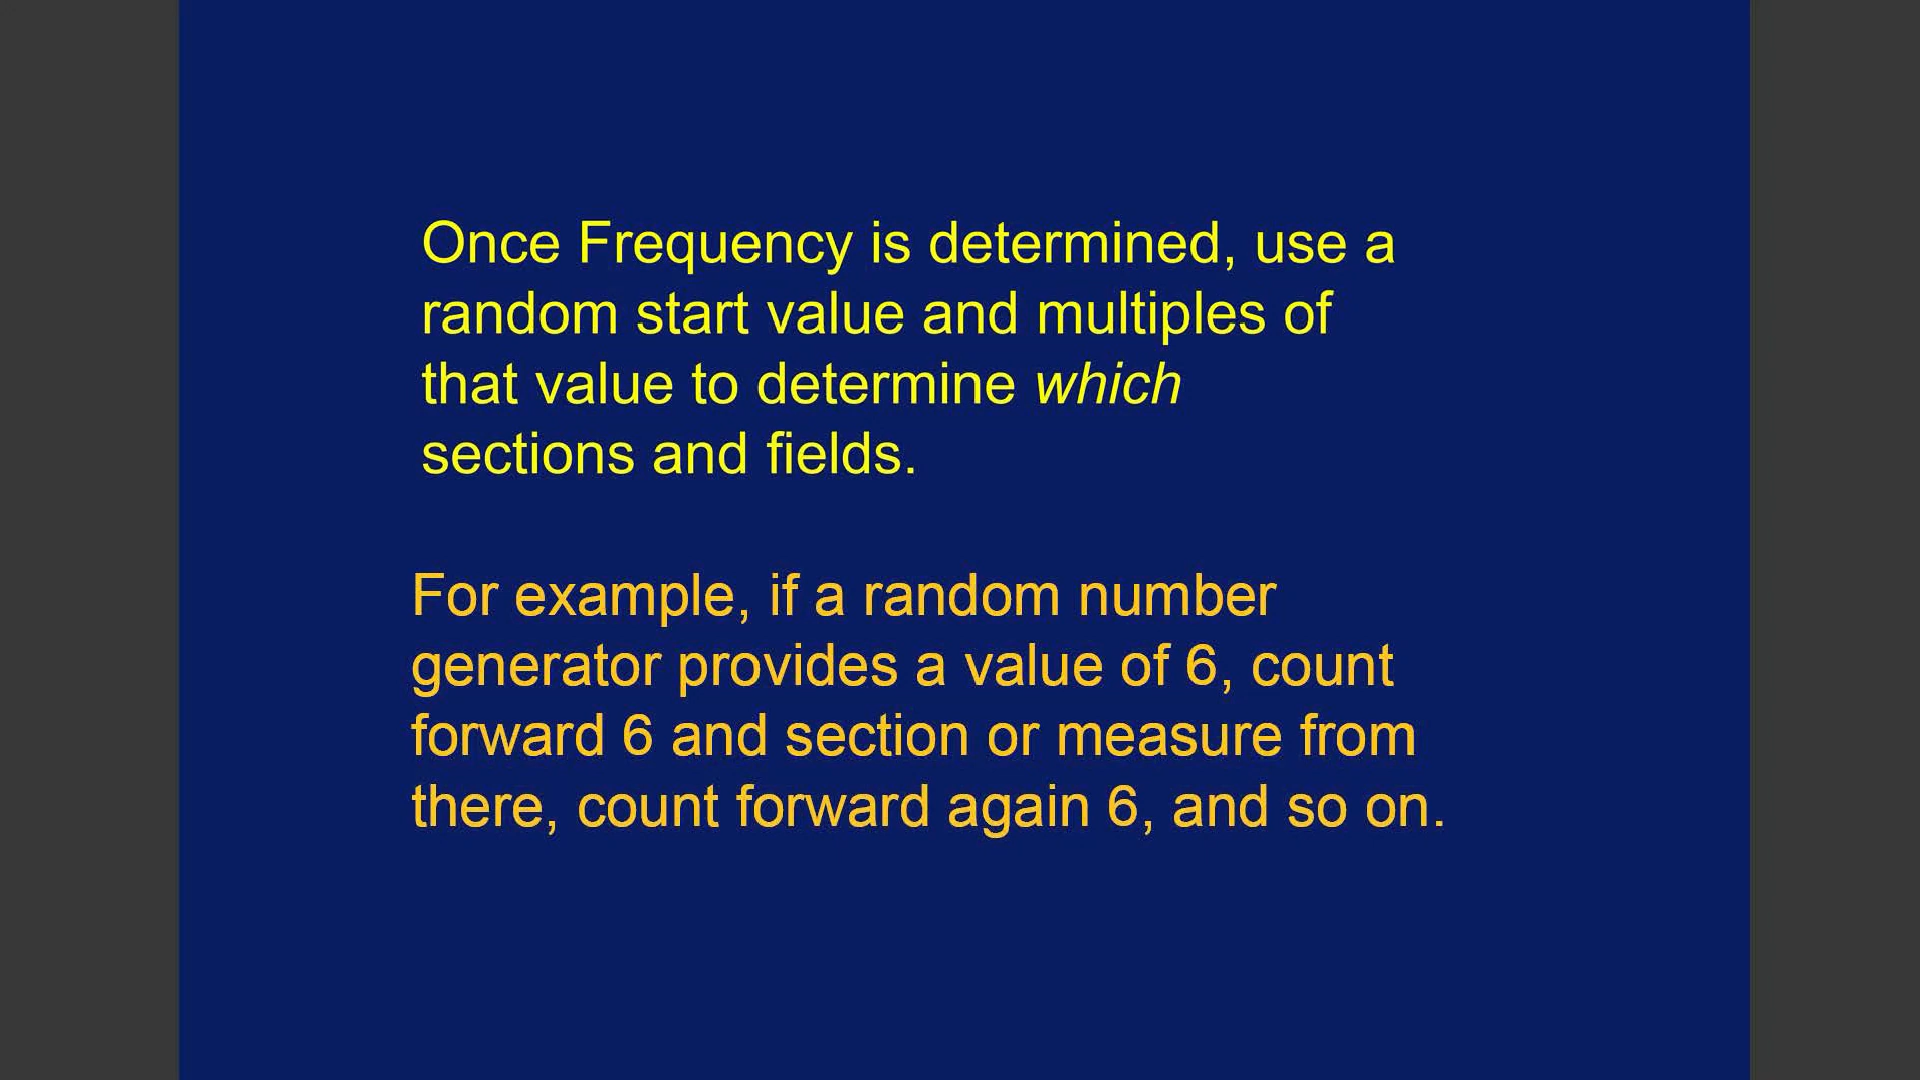 Once Frequency is determined, use a
random start value and multiples of
that value to determine which
sections and fields.
For example, if a random number
generator provides a value of 6, count
forward 6 and section or measure from
there, count forward again 6, and so on.